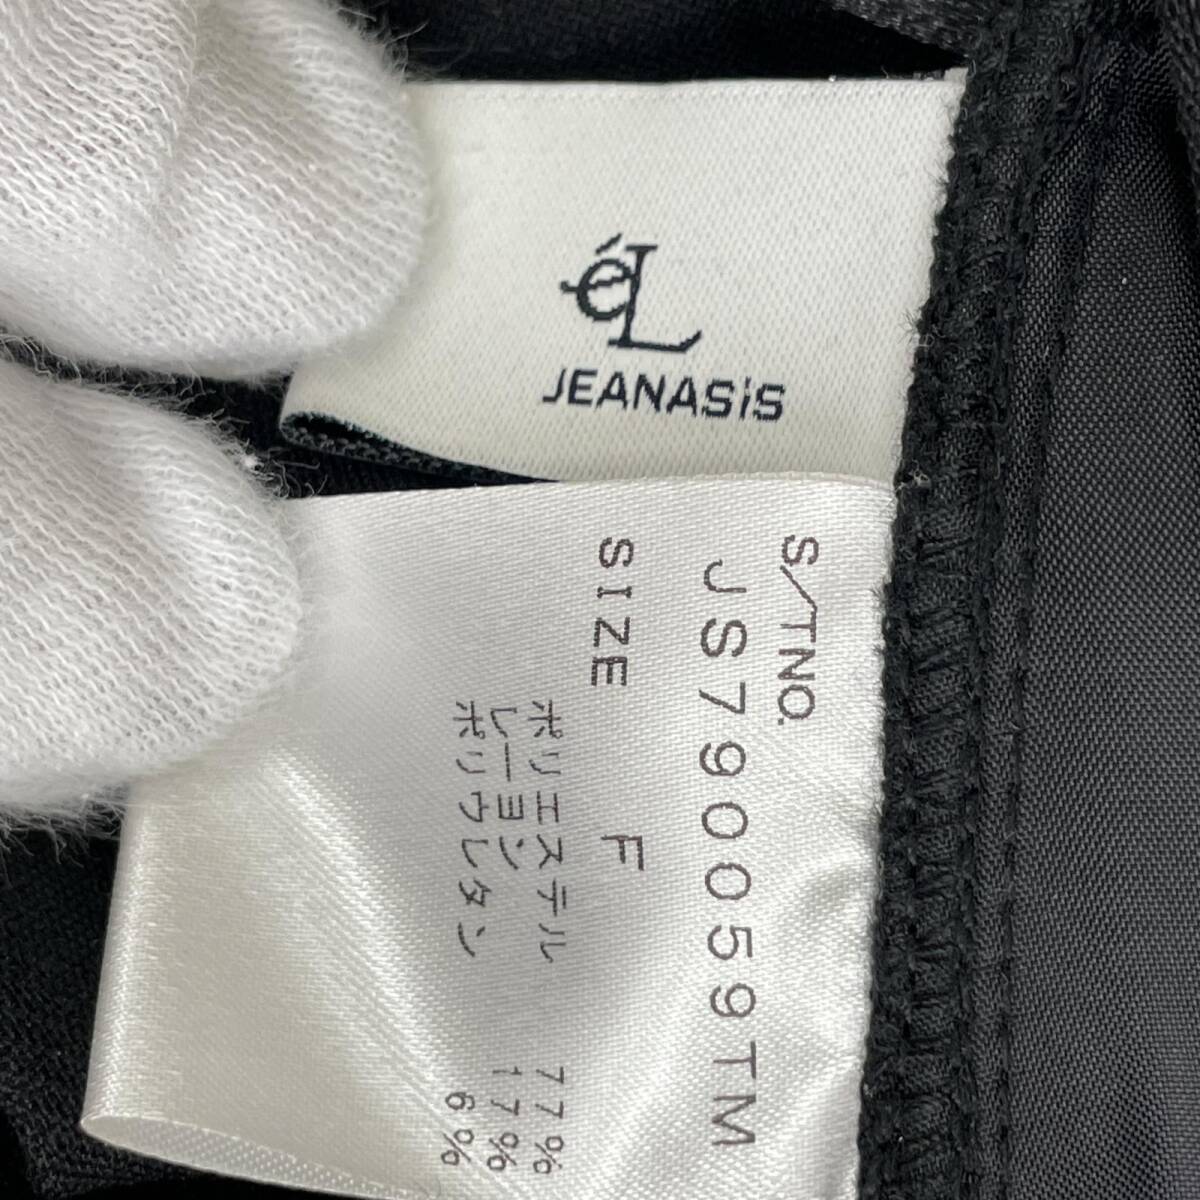 éL
JEANASiS
S/TNO.
JS790059TM
SIZE F
ポリエステル 77%
レーヨン 17%
ポリウレタン 6%